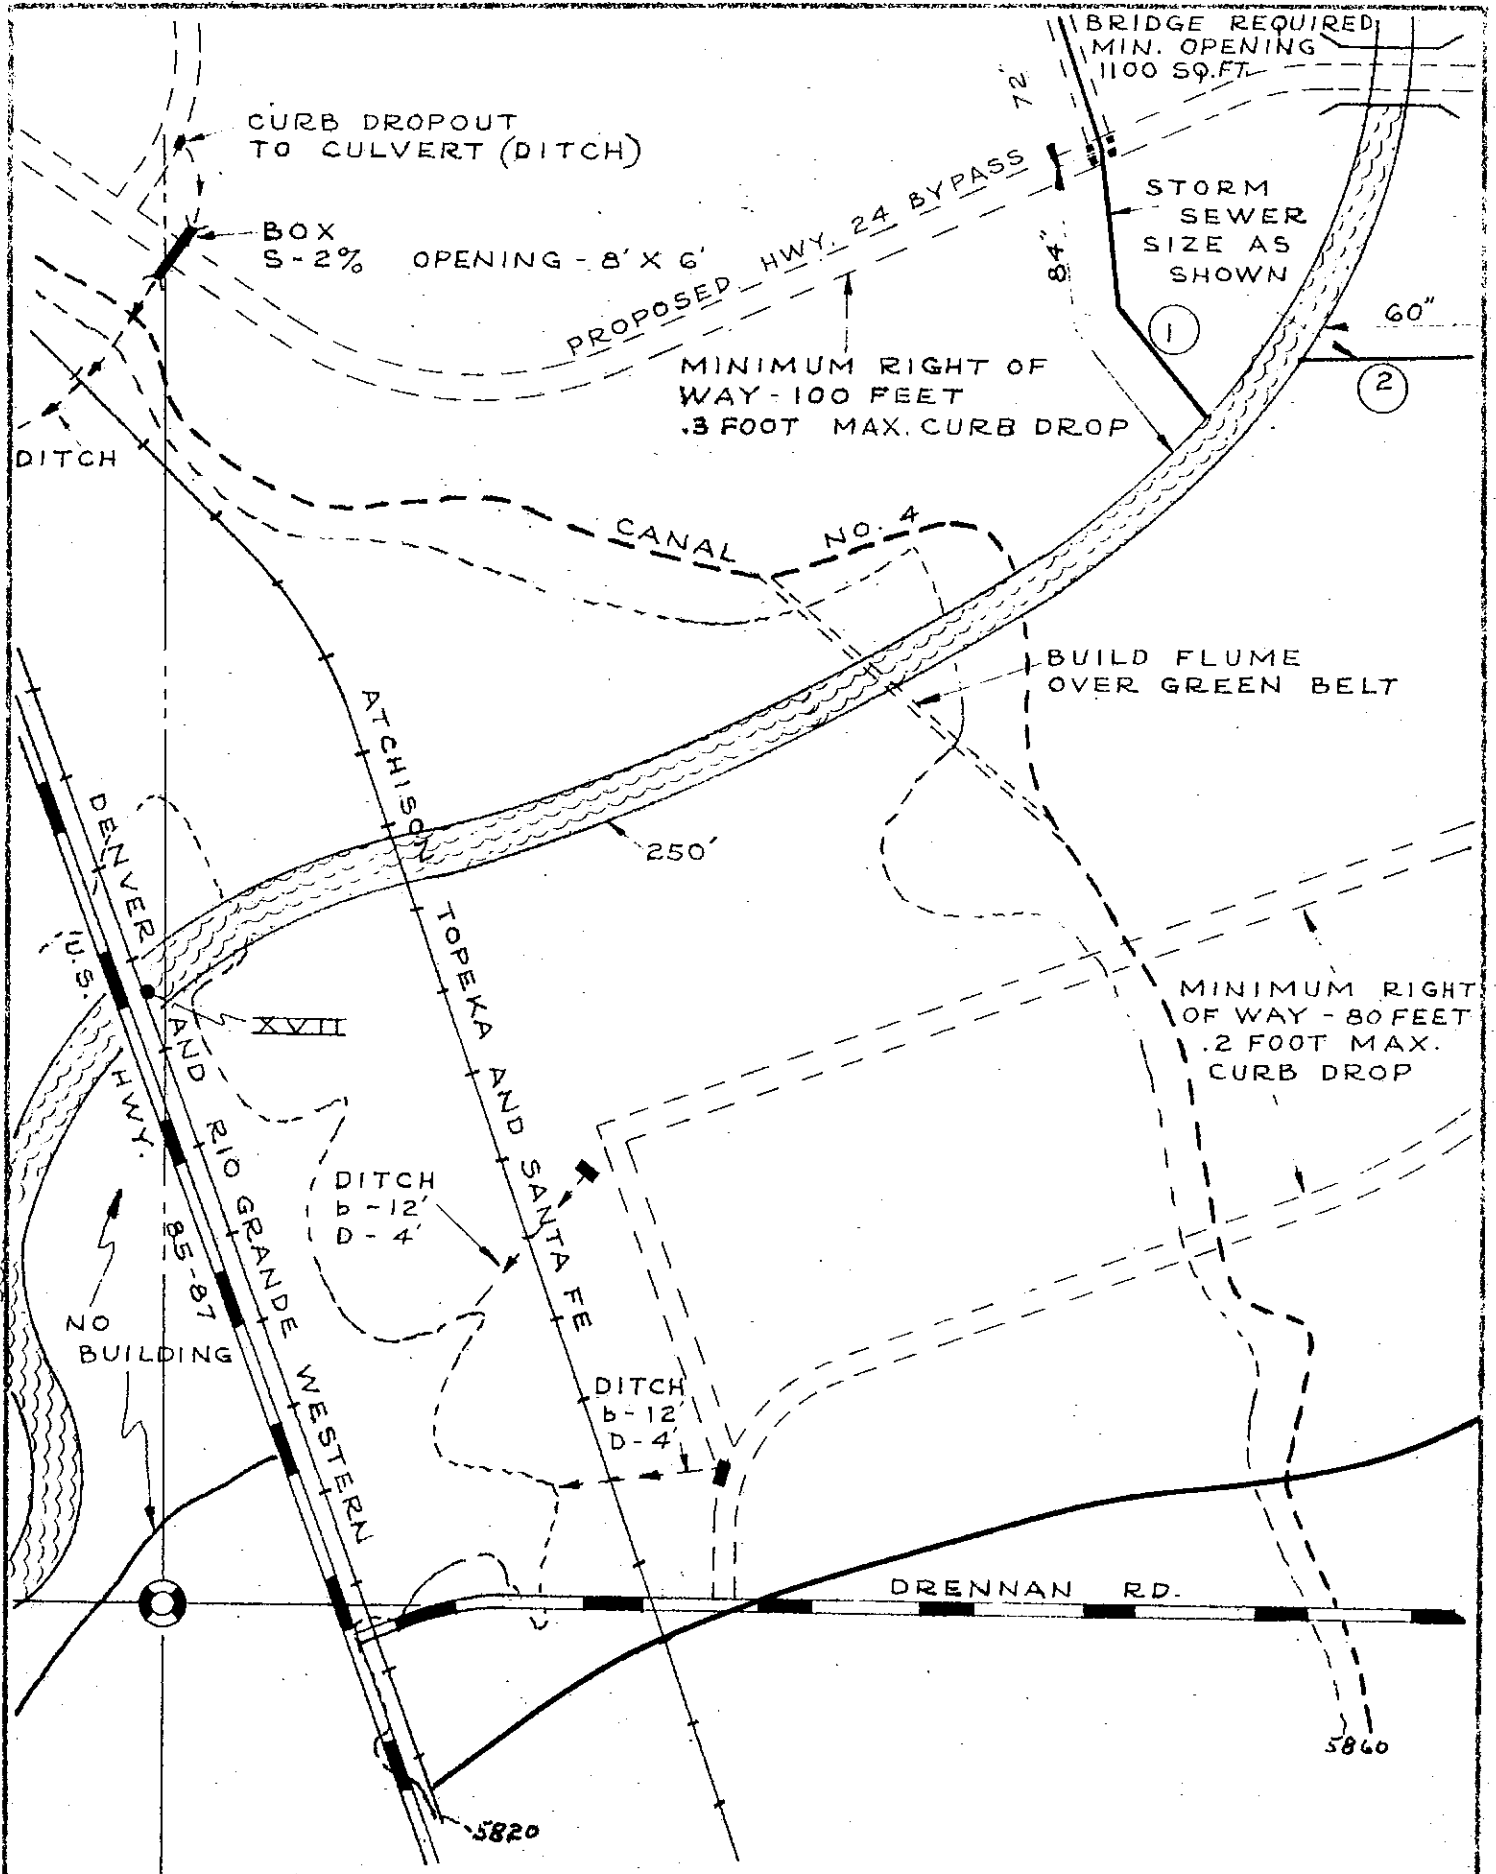 BRIDGE REQUIRED
MIN. OPENING
1100 SQ.FT.
72"
CURB DROPOUT
TO CULVERT (DITCH)
STORM
SEWER
SIZE AS
SHOWN
BOX
S-2% OPENING - 8' X 6'
PROPOSED HWY. 24 BYPASS
84"
1
60"
2
MINIMUM RIGHT OF
WAY - 100 FEET
.3 FOOT MAX. CURB DROP
DITCH
CANAL NO. 4
BUILD FLUME
OVER GREEN BELT
ATCHISON TOPEKA AND SANTA FE
250'
DENVER AND RIO GRANDE WESTERN
U.S. HWY. 85-87
XVII
MINIMUM RIGHT
OF WAY - 80 FEET
.2 FOOT MAX.
CURB DROP
DITCH
b - 12'
D - 4'
NO
BUILDING
DITCH
b - 12'
D - 4'
DRENNAN RD.
5860
5820